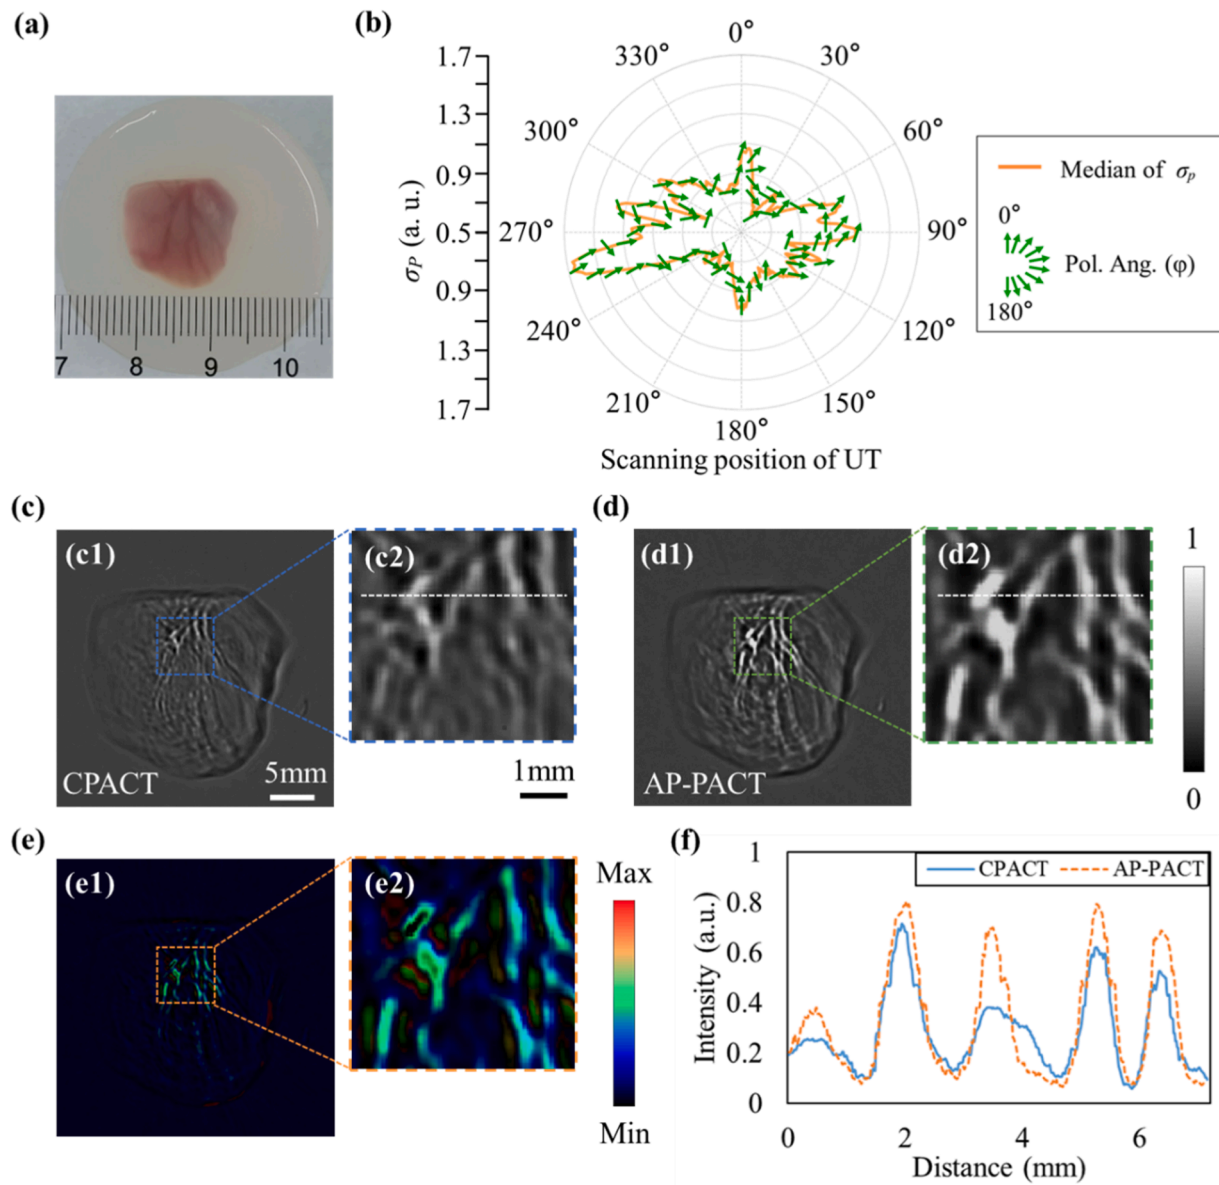 (a)
7 8 9 10
(b)
1.7
1.3
0.9
0.5
0.9
1.3
1.7
σP (a. u.)
0°
30°
60°
90°
120°
150°
180°
210°
240°
270°
300°
330°
Scanning position of UT
Median of σp
0°
Pol. Ang. (φ)
180°
(c)
(c1)
CPACT
5mm
(c2)
1mm
(d)
(d1)
AP-PACT
(d2)
1
0
(e)
(e1)
(e2)
Max
Min
(f)
CPACT AP-PACT
1
0.8
0.6
0.4
0.2
0
Intensity (a.u.)
0 2 4 6
Distance (mm)